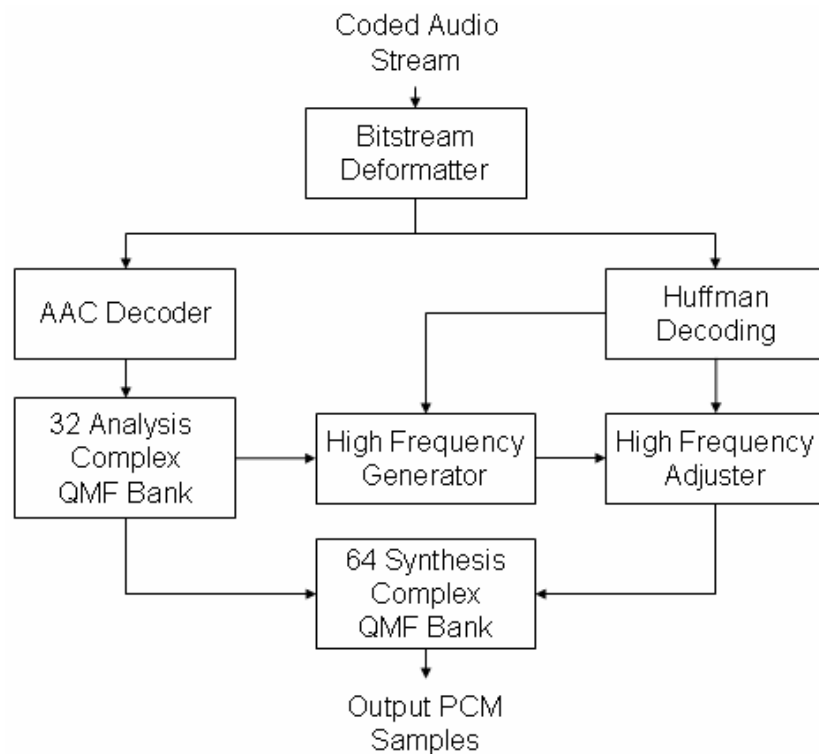 Coded Audio
Stream
Bitstream
Deformatter
AAC Decoder
Huffman
Decoding
32 Analysis
Complex
QMF Bank
High Frequency
Generator
High Frequency
Adjuster
64 Synthesis
Complex
QMF Bank
Output PCM
Samples